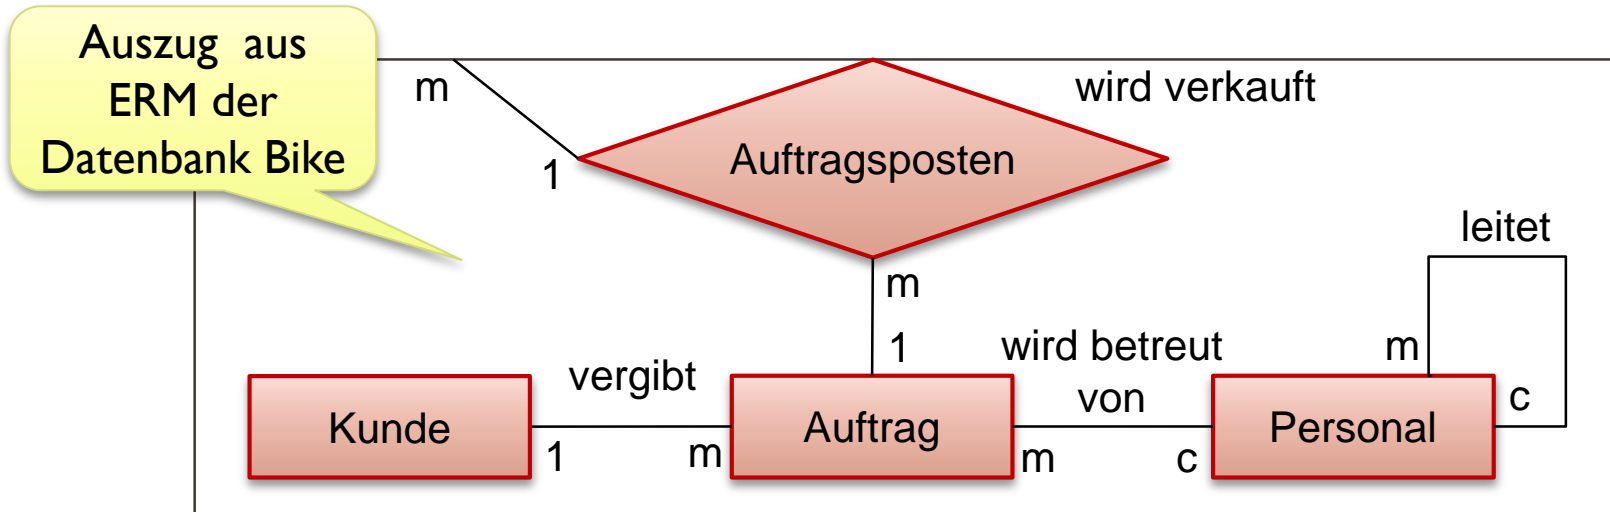 Auszug aus
ERM der
Datenbank Bike
m
wird verkauft
Auftragsposten
1
leitet
m
1
wird betreut
von
m
vergibt
c
Kunde
Auftrag
Personal
1
m
m
c